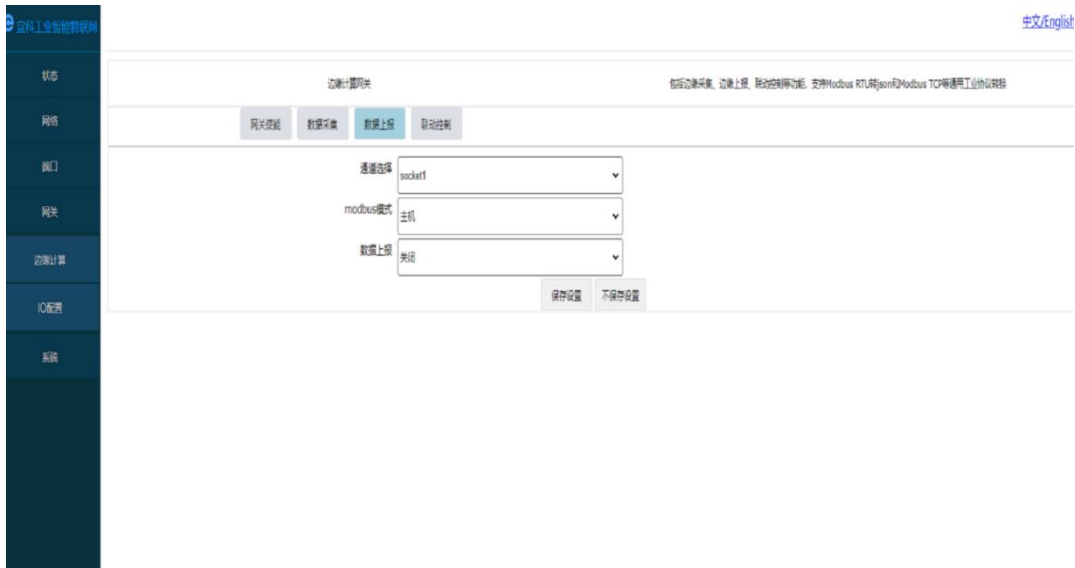 宜科工业智能物联网
中文/English
状态
网络
端口
网关
边缘计算
IO配置
系统
边缘计算网关
包括边缘采集、边缘上报、联动控制等功能，支持Modbus RTU转json和Modbus TCP等通用工业协议转换
网关使能 数据采集 数据上报 联动控制
通道选择 socket1
modbus模式 主机
数据上报 关闭
保存设置 不保存设置